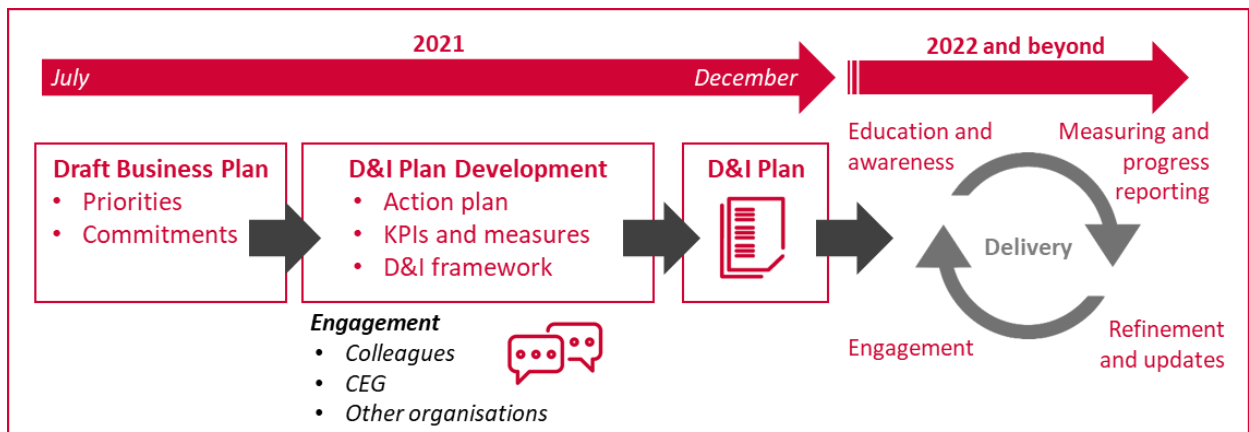 2021
2022 and beyond
July
December
Draft Business Plan
• Priorities
• Commitments
D&I Plan Development
• Action plan
• KPIs and measures
• D&I framework
D&I Plan
Engagement
• Colleagues
• CEG
• Other organisations
Education and
awareness
Measuring and
progress
reporting
Delivery
Engagement
Refinement
and updates